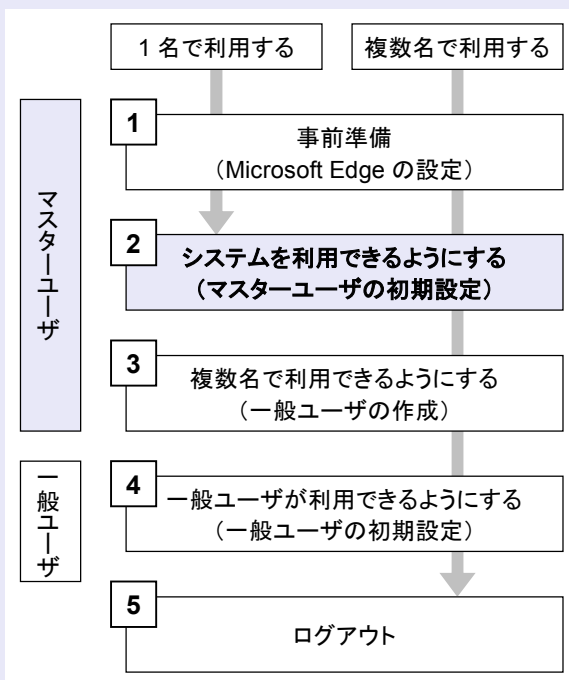 1 名で利用する
複数名で利用する
マスターユーザ
1
事前準備
（Microsoft Edge の設定）
2
システムを利用できるようにする
（マスターユーザの初期設定）
3
複数名で利用できるようにする
（一般ユーザの作成）
一般ユーザ
4
一般ユーザが利用できるようにする
（一般ユーザの初期設定）
5
ログアウト